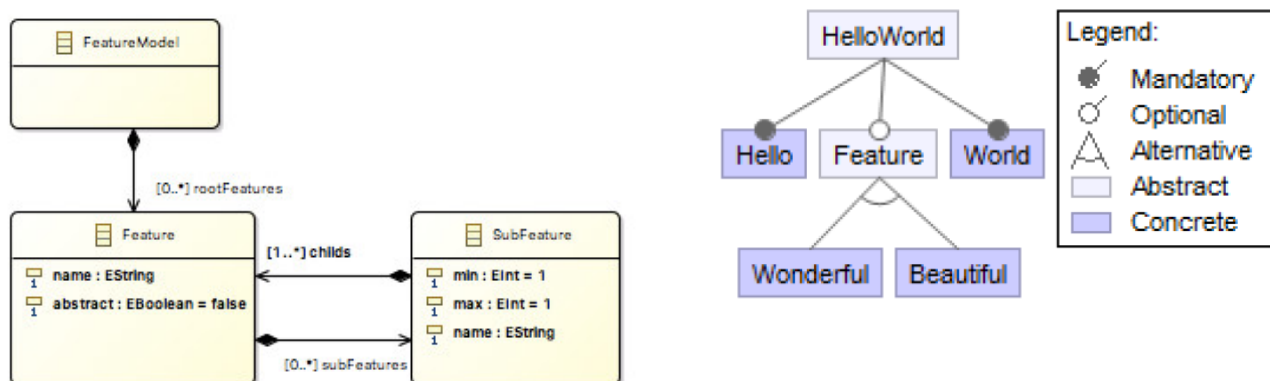 FeatureModel
[0..*] rootFeatures
Feature
name : EString
abstract : EBoolean = false
[1..*] childs
[0..*] subFeatures
SubFeature
min : EInt = 1
max : EInt = 1
name : EString
HelloWorld
Hello
Feature
World
Wonderful
Beautiful
Legend:
Mandatory
Optional
Alternative
Abstract
Concrete